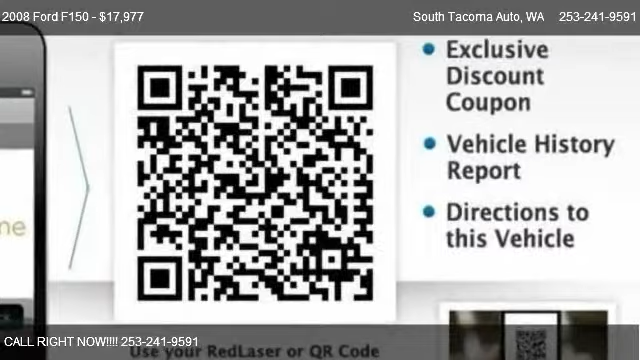 2008 Ford F150 - $17,977
South Tacoma Auto, WA 253-241-9591
Exclusive
Discount
Coupon
Vehicle History
Report
Directions to
this Vehicle
me
CALL RIGHT NOW!!!! 253-241-9591
Use your RedLaser or QR Code